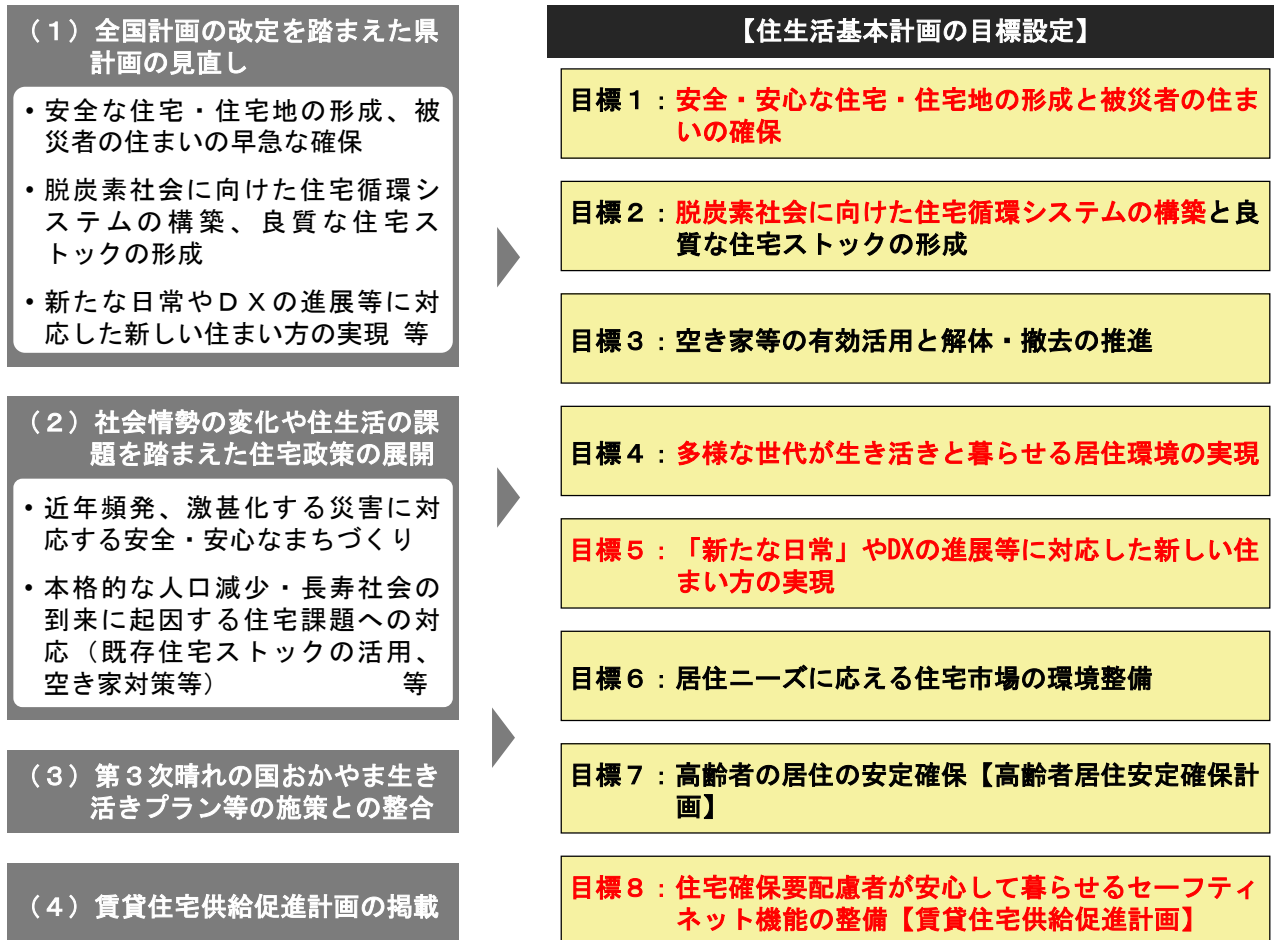 （１）全国計画の改定を踏まえた県
計画の見直し
・安全な住宅・住宅地の形成、被
災者の住まいの早急な確保
・脱炭素社会に向けた住宅循環シ
ステムの構築、良質な住宅ス
トックの形成
・新たな日常やＤＸの進展等に対
応した新しい住まい方の実現 等
（２）社会情勢の変化や住生活の課
題を踏まえた住宅政策の展開
・近年頻発、激甚化する災害に対
応する安全・安心なまちづくり
・本格的な人口減少・長寿社会の
到来に起因する住宅課題への対
応（既存住宅ストックの活用、
空き家対策等） 等
（３）第３次晴れの国おかやま生き
活きプラン等の施策との整合
（４）賃貸住宅供給促進計画の掲載
【住生活基本計画の目標設定】
目標１：安全・安心な住宅・住宅地の形成と被災者の住ま
いの確保
目標２：脱炭素社会に向けた住宅循環システムの構築と良
質な住宅ストックの形成
目標３：空き家等の有効活用と解体・撤去の推進
目標４：多様な世代が生き活きと暮らせる居住環境の実現
目標５：「新たな日常」やDXの進展等に対応した新しい住
まい方の実現
目標６：居住ニーズに応える住宅市場の環境整備
目標７：高齢者の居住の安定確保【高齢者居住安定確保計
画】
目標８：住宅確保要配慮者が安心して暮らせるセーフティ
ネット機能の整備【賃貸住宅供給促進計画】